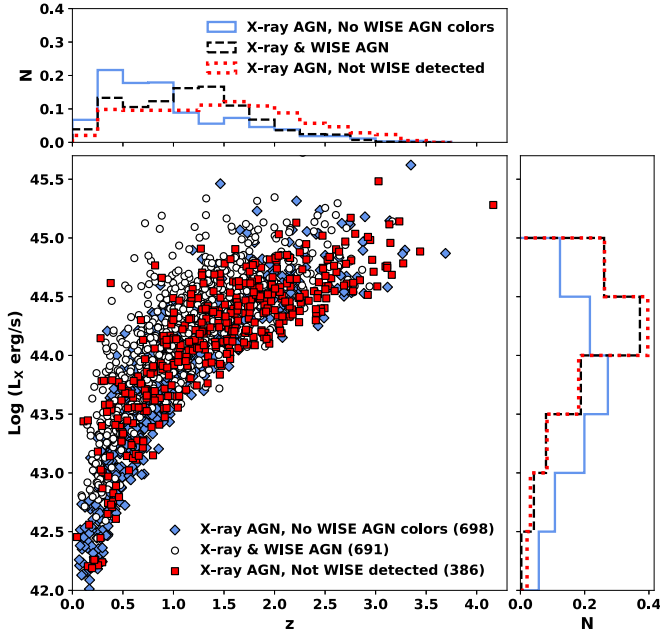 0.4
0.3
0.2
0.1
0.0
N
X-ray AGN, No WISE AGN colors
X-ray & WISE AGN
X-ray AGN, Not WISE detected
45.5
45.0
44.5
44.0
43.5
43.0
42.5
42.0
Log (LX erg/s)
X-ray AGN, No WISE AGN colors (698)
X-ray & WISE AGN (691)
X-ray AGN, Not WISE detected (386)
0.0 0.5 1.0 1.5 2.0 2.5 3.0 3.5 4.0
z
0.0 0.2 0.4
N